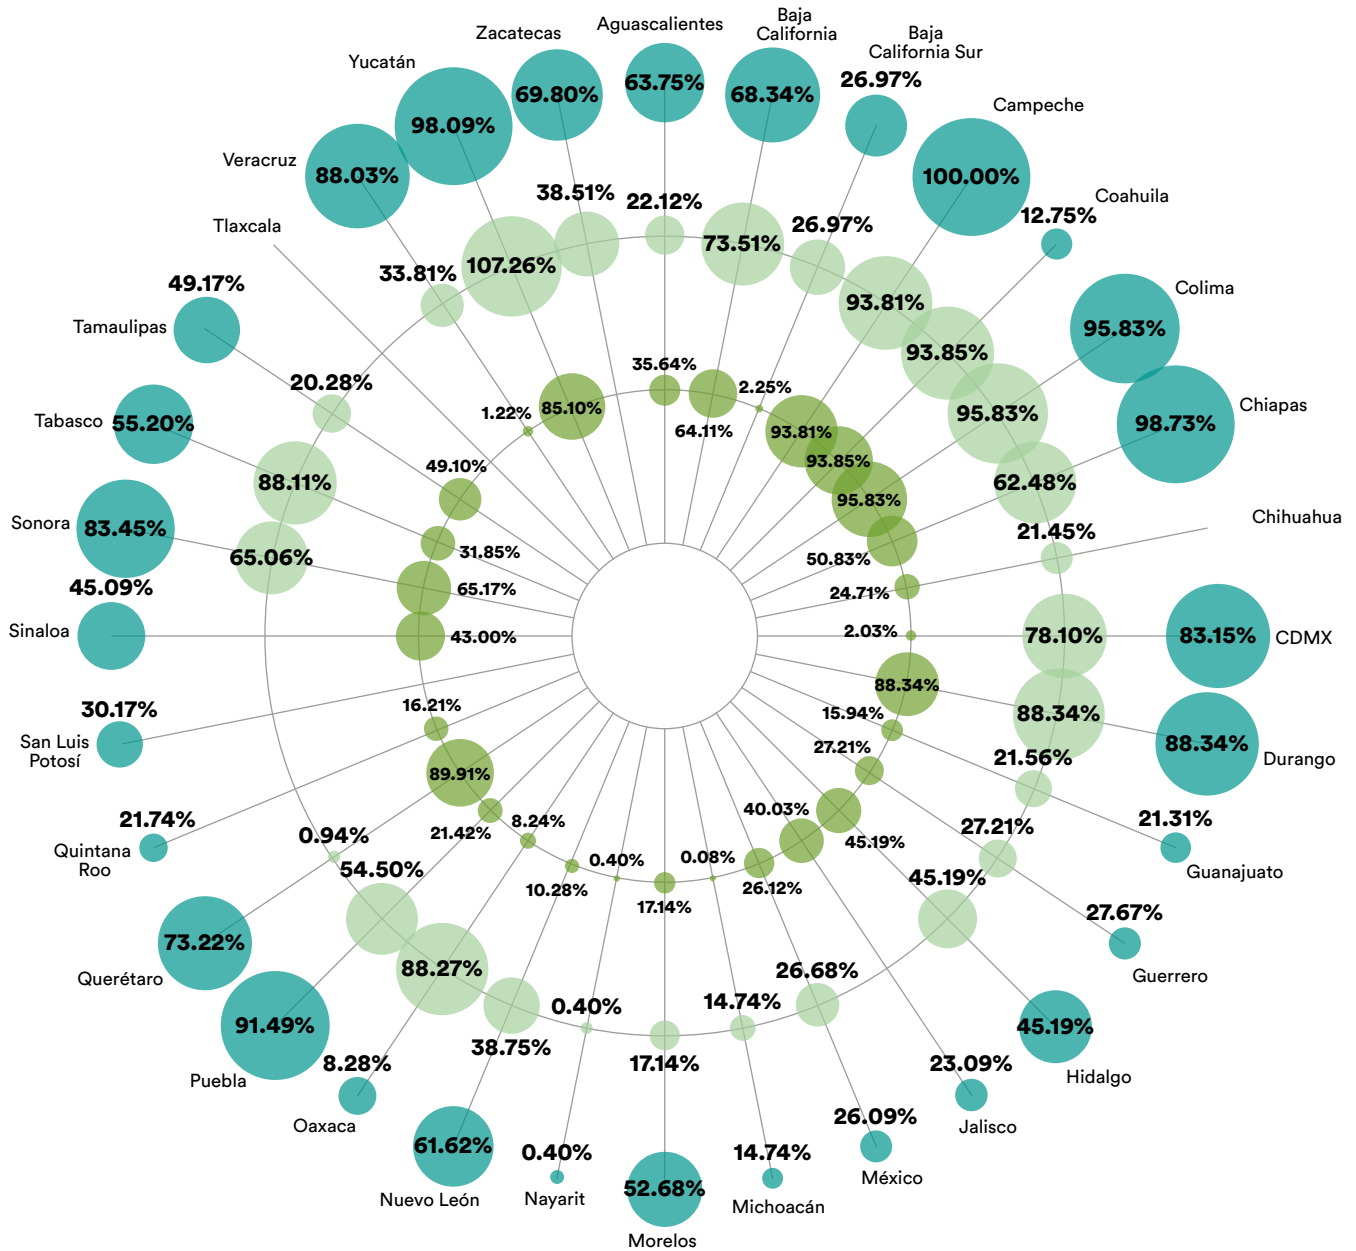 Aguascalientes
63.75%
22.12%
35.64%
Baja
California
68.34%
73.51%
64.11%
Baja
California Sur
26.97%
26.97%
2.25%
Campeche
100.00%
93.81%
93.81%
Coahuila
12.75%
93.85%
93.85%
Colima
95.83%
95.83%
95.83%
Chiapas
98.73%
62.48%
50.83%
Chihuahua
21.45%
24.71%
CDMX
83.15%
78.10%
2.03%
Durango
88.34%
88.34%
88.34%
Guanajuato
21.31%
21.56%
15.94%
Guerrero
27.67%
27.21%
27.21%
Hidalgo
45.19%
45.19%
45.19%
Jalisco
23.09%
40.03%
México
26.09%
26.68%
26.12%
Michoacán
14.74%
14.74%
0.08%
Morelos
52.68%
17.14%
17.14%
Nayarit
0.40%
0.40%
0.40%
Nuevo León
61.62%
38.75%
10.28%
Oaxaca
8.28%
88.27%
8.24%
Puebla
91.49%
54.50%
21.42%
Querétaro
73.22%
0.94%
89.91%
Quintana
Roo
21.74%
16.21%
San Luis
Potosí
30.17%
Sinaloa
45.09%
43.00%
Sonora
83.45%
65.06%
65.17%
Tabasco
55.20%
88.11%
31.85%
Tamaulipas
49.17%
20.28%
49.10%
Tlaxcala
Veracruz
88.03%
33.81%
1.22%
Yucatán
98.09%
107.26%
85.10%
Zacatecas
69.80%
38.51%